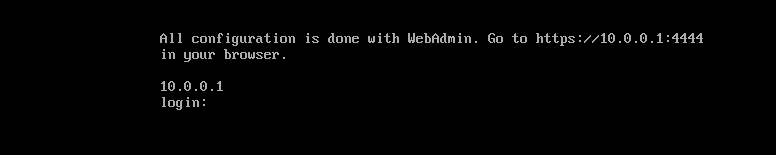 All configuration is done with WebAdmin. Go to https://10.0.0.1:4444
in your browser.
10.0.0.1
login: